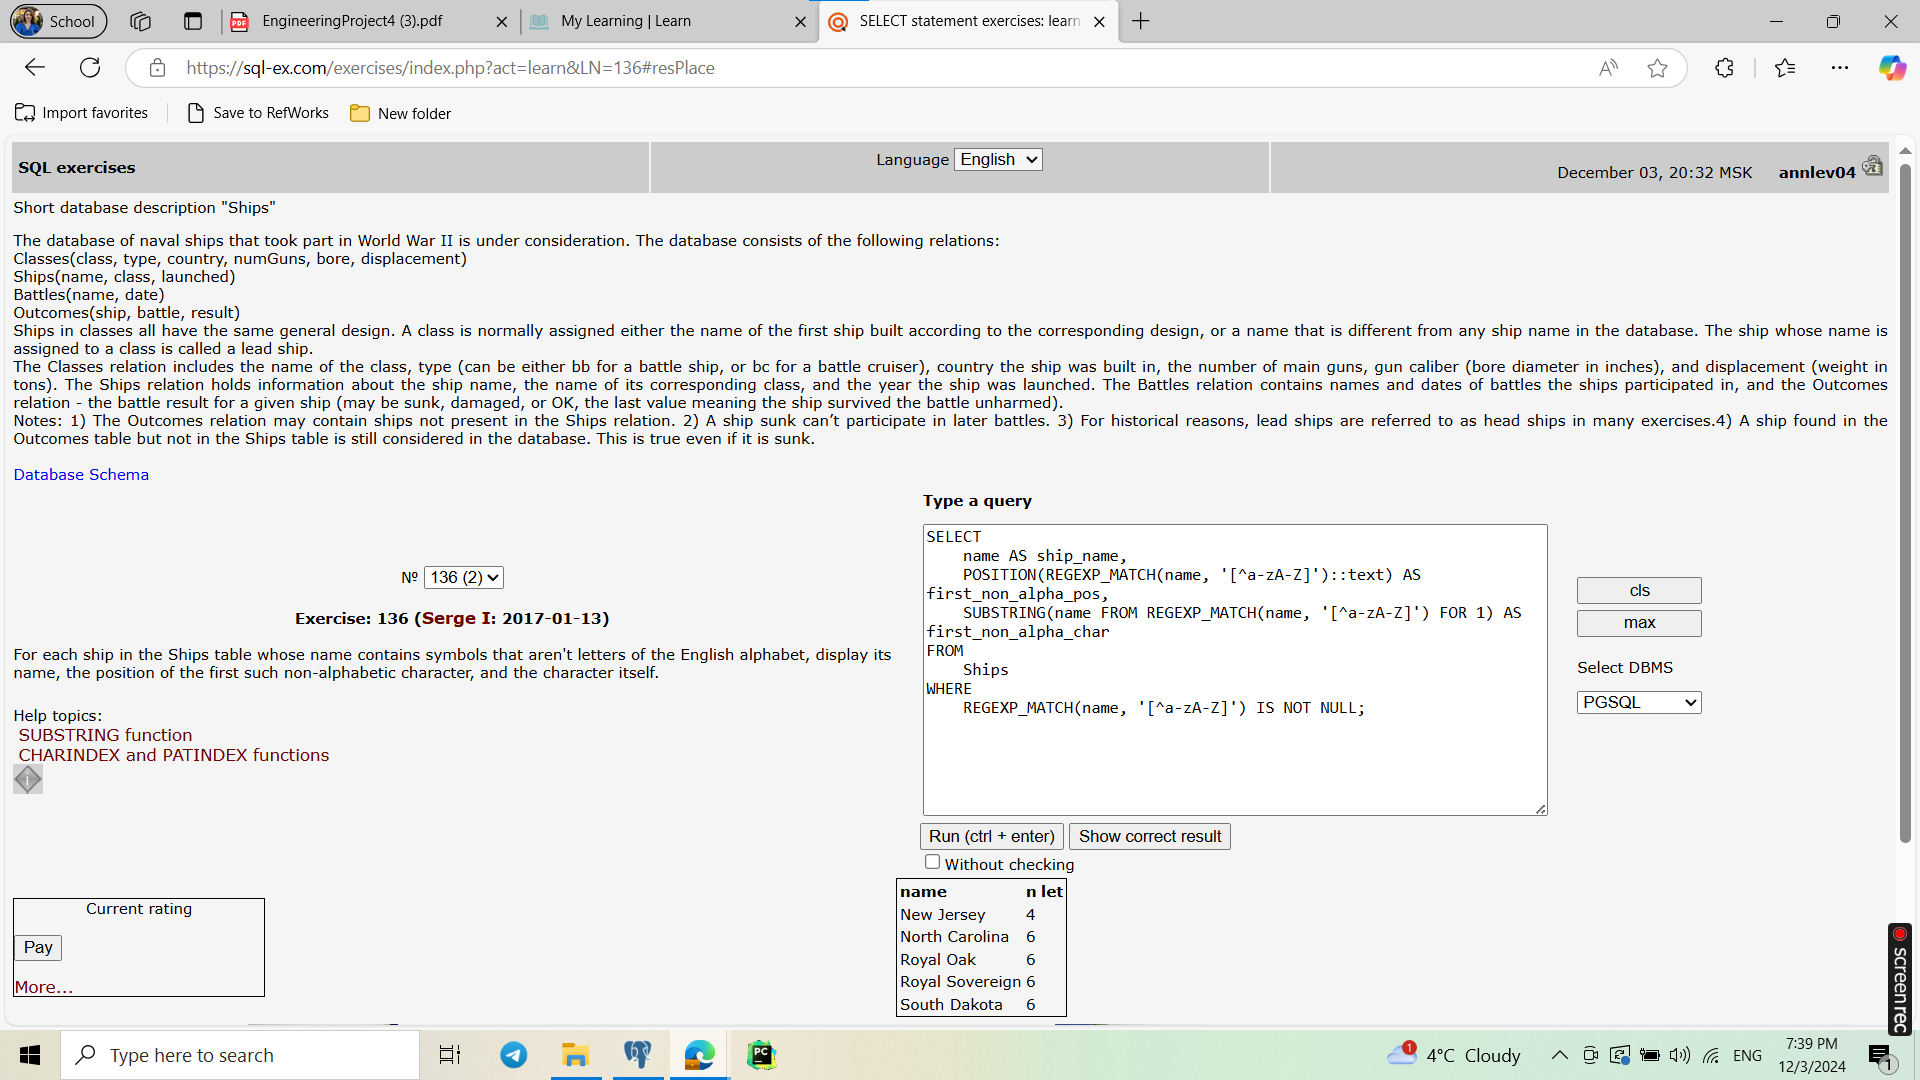 School
EngineeringProject4 (3).pdf
My Learning | Learn
SELECT statement exercises: learn
https://sql-ex.com/exercises/index.php?act=learn&LN=136#resPlace
Import favorites
Save to RefWorks
New folder
SQL exercises
Language English
December 03, 20:32 MSK annlev04
Short database description "Ships"
The database of naval ships that took part in World War II is under consideration. The database consists of the following relations:
Classes(class, type, country, numGuns, bore, displacement)
Ships(name, class, launched)
Battles(name, date)
Outcomes(ship, battle, result)
Ships in classes all have the same general design. A class is normally assigned either the name of the first ship built according to the corresponding design, or a name that is different from any ship name in the database. The ship whose name is
assigned to a class is called a lead ship.
The Classes relation includes the name of the class, type (can be either bb for a battle ship, or bc for a battle cruiser), country the ship was built in, the number of main guns, gun caliber (bore diameter in inches), and displacement (weight in
tons). The Ships relation holds information about the ship name, the name of its corresponding class, and the year the ship was launched. The Battles relation contains names and dates of battles the ships participated in, and the Outcomes
relation - the battle result for a given ship (may be sunk, damaged, or OK, the last value meaning the ship survived the battle unharmed).
Notes: 1) The Outcomes relation may contain ships not present in the Ships relation. 2) A ship sunk can’t participate in later battles. 3) For historical reasons, lead ships are referred to as head ships in many exercises.4) A ship found in the
Outcomes table but not in the Ships table is still considered in the database. This is true even if it is sunk.
Database Schema
№ 136 (2)
Exercise: 136 (Serge I: 2017-01-13)
For each ship in the Ships table whose name contains symbols that aren't letters of the English alphabet, display its
name, the position of the first such non-alphabetic character, and the character itself.
Help topics:
SUBSTRING function
CHARINDEX and PATINDEX functions
Current rating
Pay
More...
Type a query
SELECT
name AS ship_name,
POSITION(REGEXP_MATCH(name, '[^a-zA-Z]')::text) AS
first_non_alpha_pos,
SUBSTRING(name FROM REGEXP_MATCH(name, '[^a-zA-Z]') FOR 1) AS
first_non_alpha_char
FROM
Ships
WHERE
REGEXP_MATCH(name, '[^a-zA-Z]') IS NOT NULL;
cls
max
Select DBMS
PGSQL
Run (ctrl + enter)
Show correct result
Without checking
name n let
New Jersey 4
North Carolina 6
Royal Oak 6
Royal Sovereign 6
South Dakota 6
screen rec
Type here to search
PC
1
4°C Cloudy
ENG
7:39 PM
12/3/2024
1